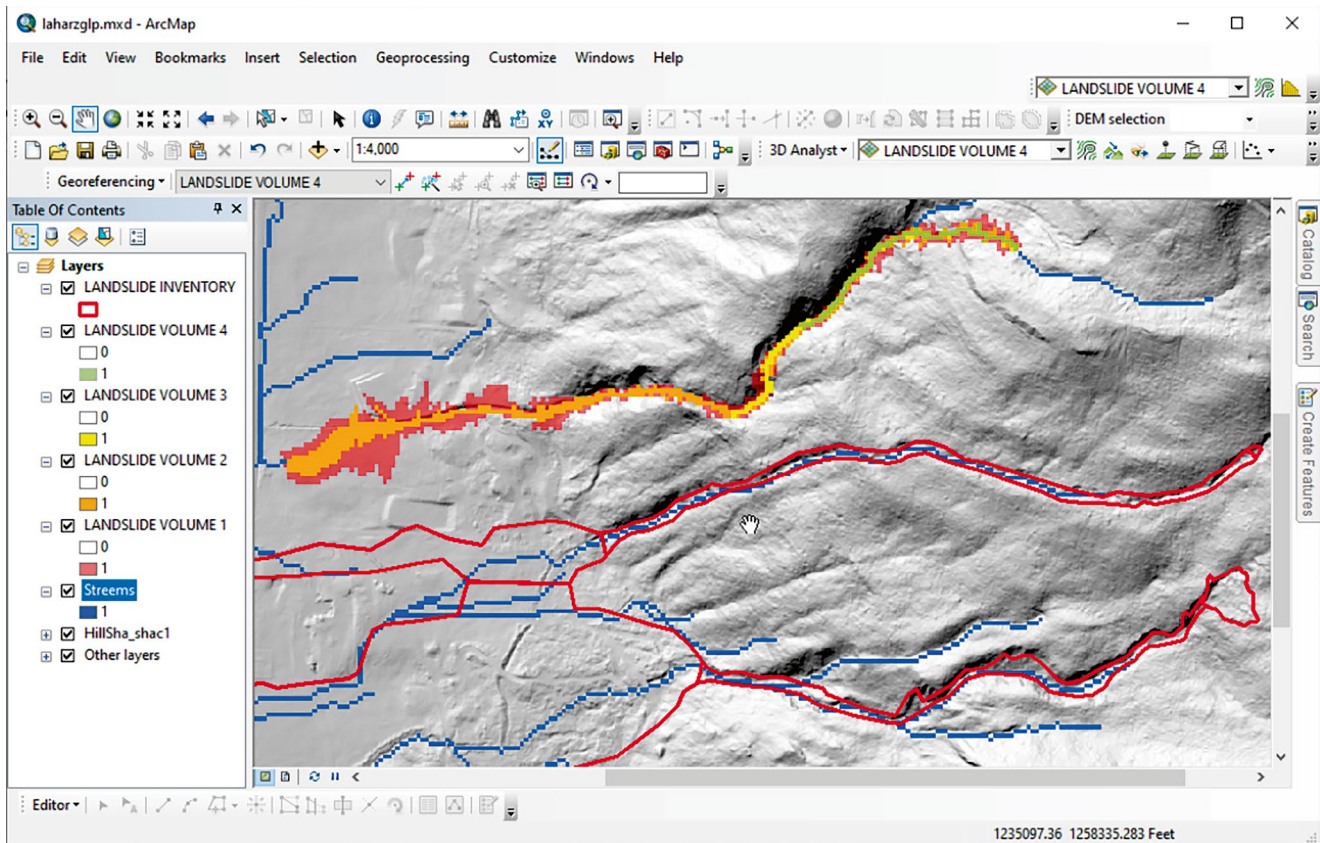 laharzglp.mxd - ArcMap
File Edit View Bookmarks Insert Selection Geoprocessing Customize Windows Help
LANDSLIDE VOLUME 4
DEM selection
1:4,000
3D Analyst
LANDSLIDE VOLUME 4
Georeferencing
LANDSLIDE VOLUME 4
Table Of Contents
Layers
LANDSLIDE INVENTORY
LANDSLIDE VOLUME 4
0
1
LANDSLIDE VOLUME 3
0
1
LANDSLIDE VOLUME 2
0
1
LANDSLIDE VOLUME 1
0
1
Streems
1
HillSha_shac1
Other layers
Catalog
Search
Create Features
Editor
1235097.36 1258335.283 Feet